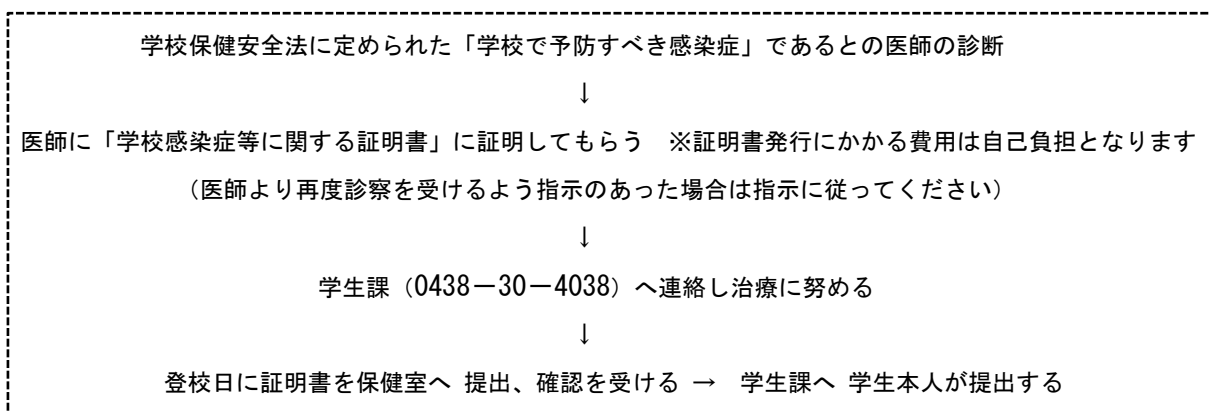 学校保健安全法に定められた「学校で予防すべき感染症」であるとの医師の診断
↓
医師に「学校感染症等に関する証明書」に証明してもらう　※証明書発行にかかる費用は自己負担となります
（医師より再度診察を受けるよう指示のあった場合は指示に従ってください）
↓
学生課（0438－30－4038）へ連絡し治療に努める
↓
登校日に証明書を保健室へ 提出、確認を受ける →　学生課へ 学生本人が提出する